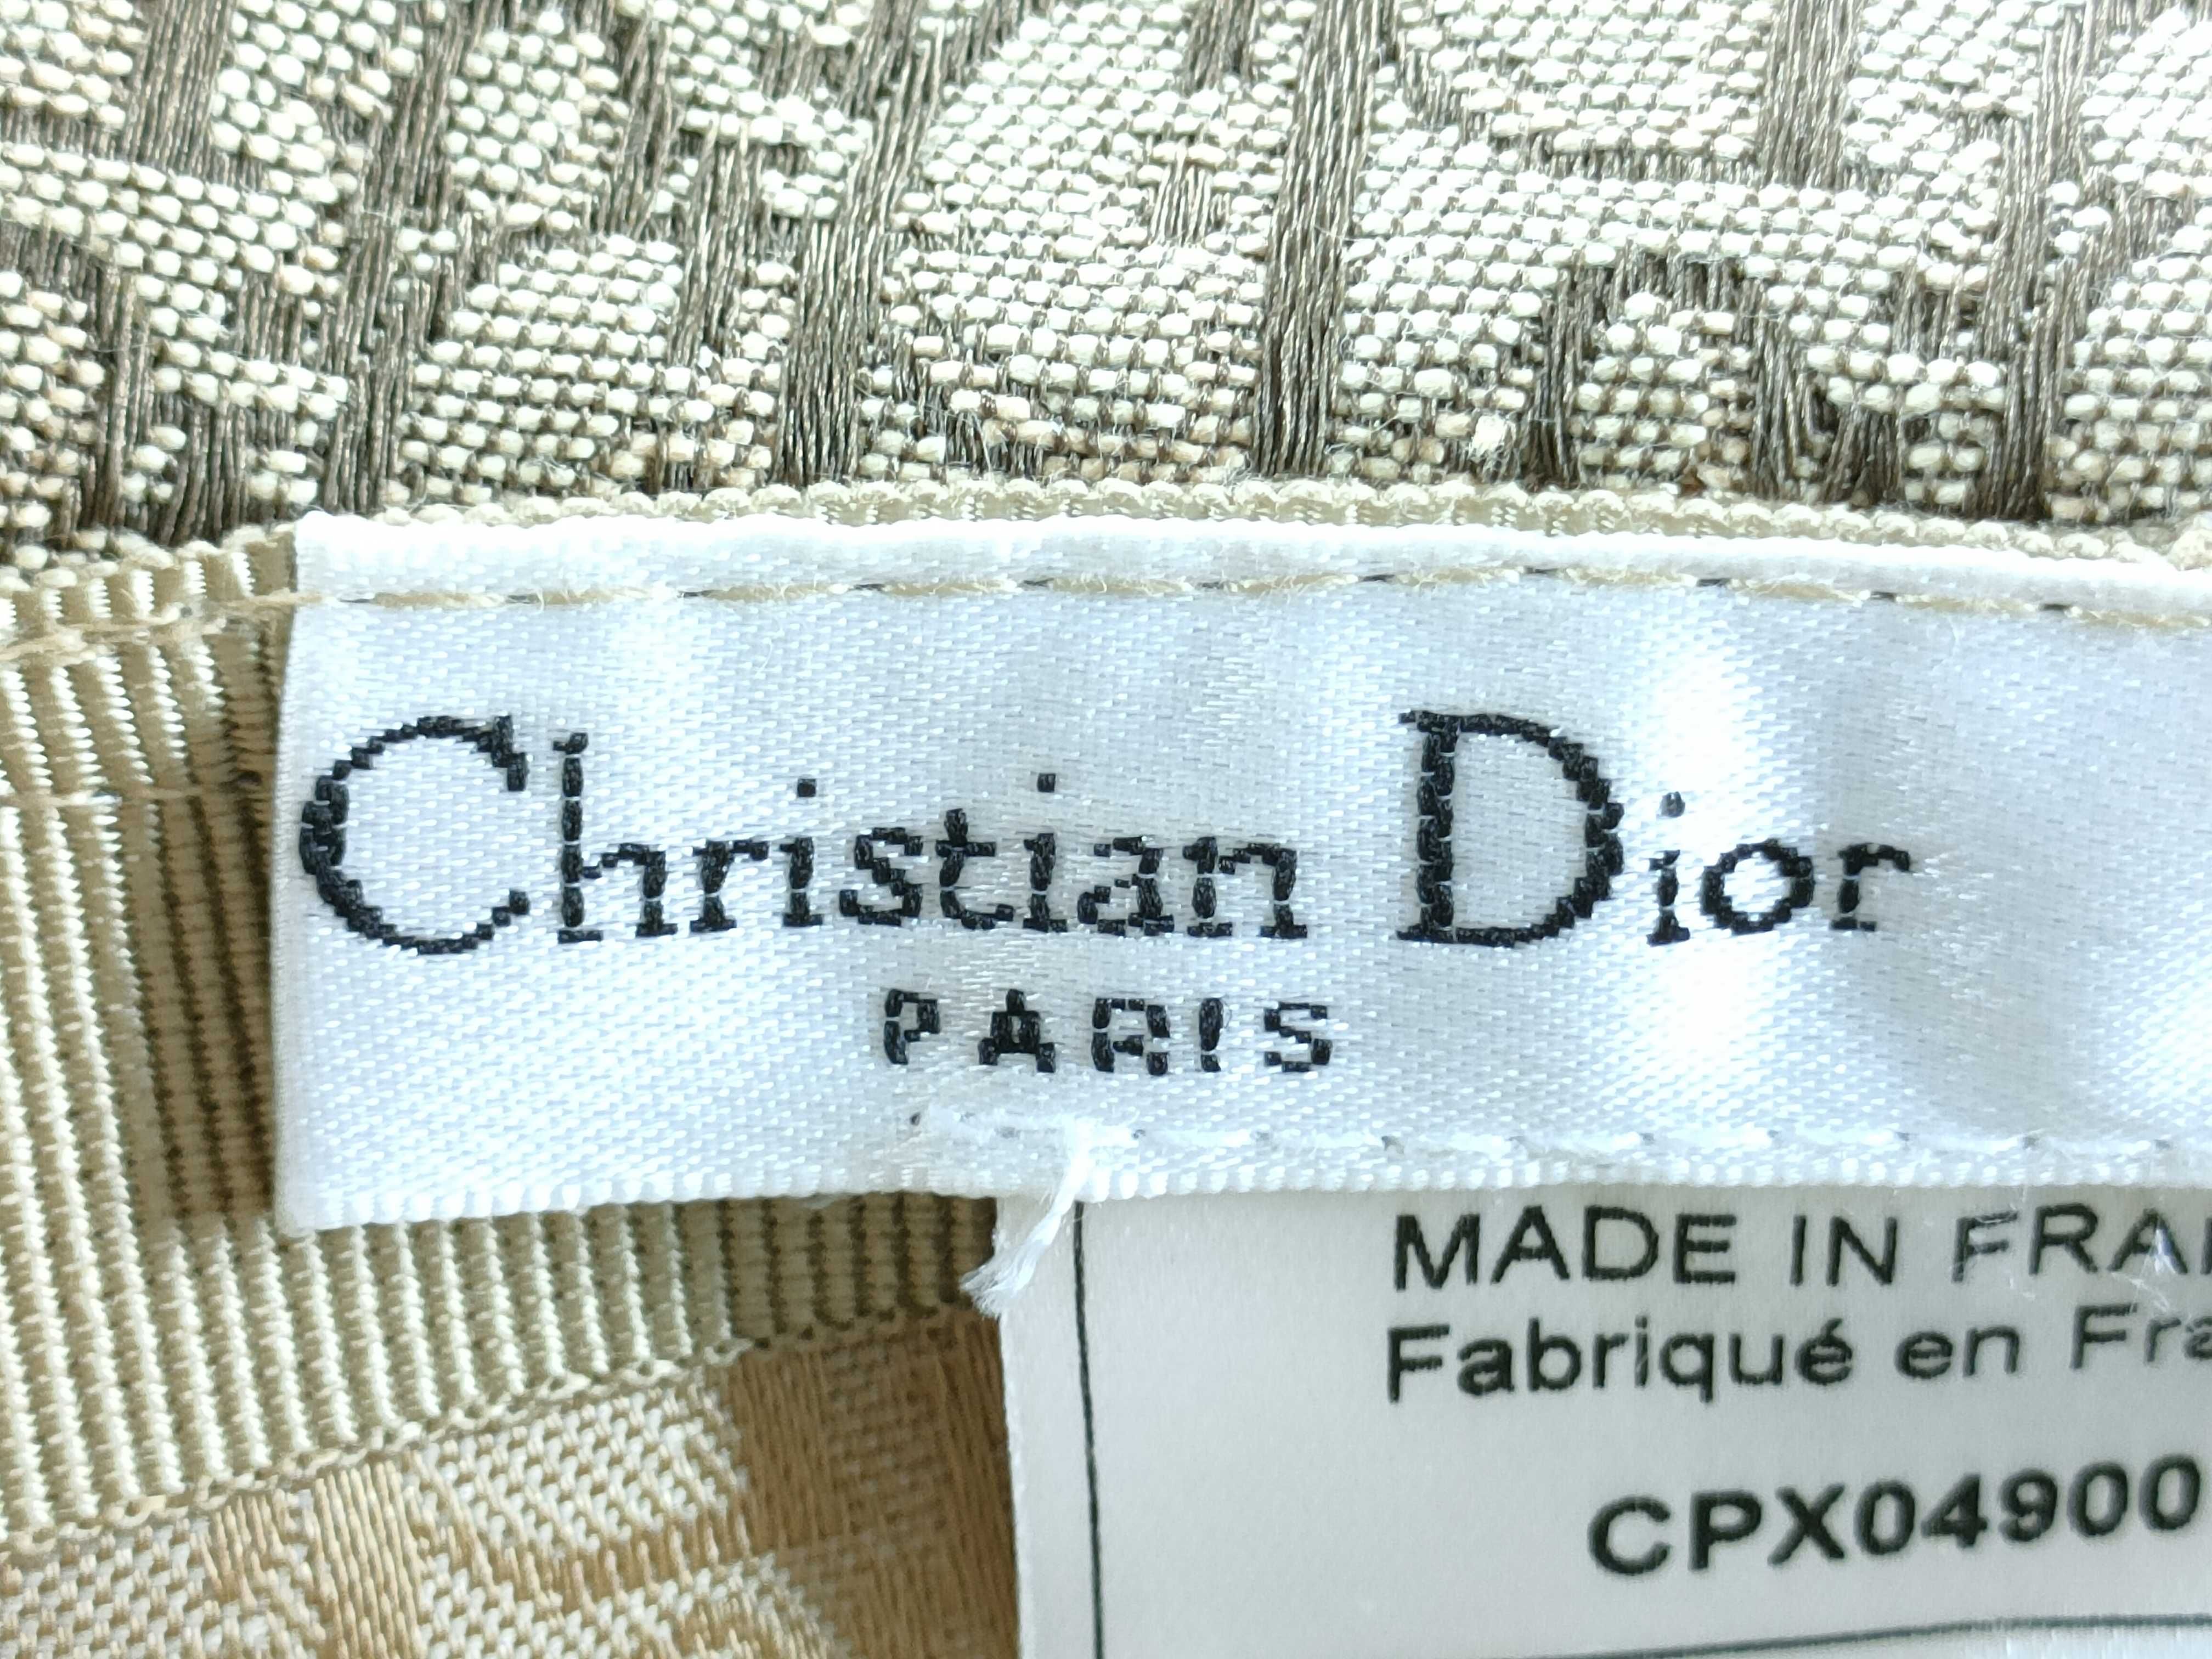 Christian Dior
PARIS
MADE IN FRA
Fabriqué en Fra
CPX04900